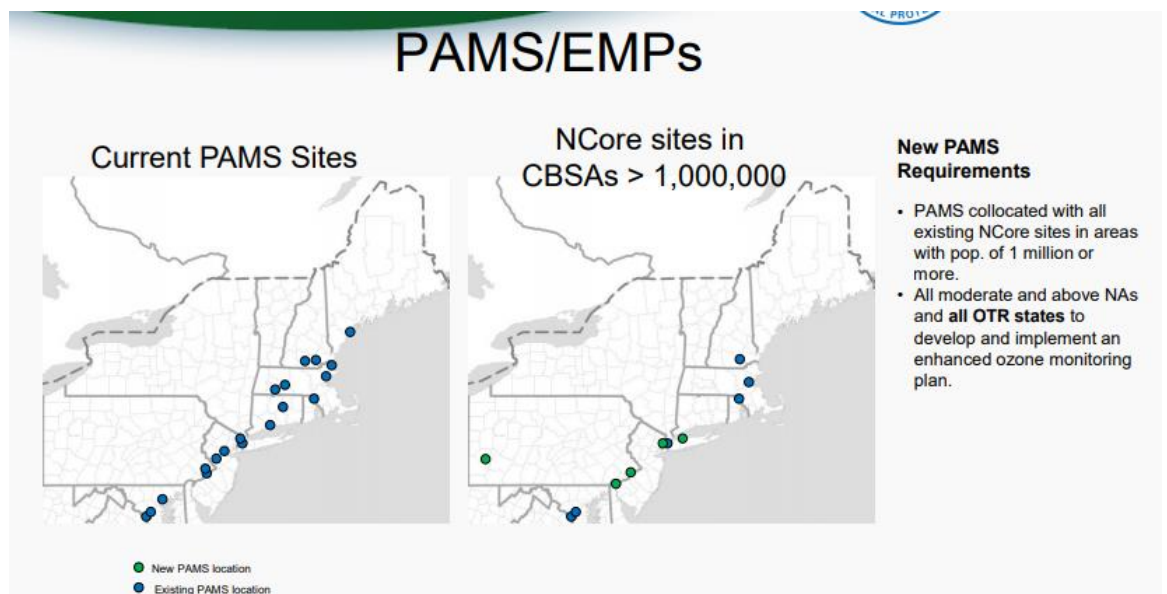 PROT
PAMS/EMPs
Current PAMS Sites
NCore sites in
CBSAs > 1,000,000
New PAMS
Requirements
• PAMS collocated with all
existing NCore sites in areas
with pop. of 1 million or
more.
• All moderate and above NAs
and all OTR states to
develop and implement an
enhanced ozone monitoring
plan.
New PAMS location
Existing PAMS location